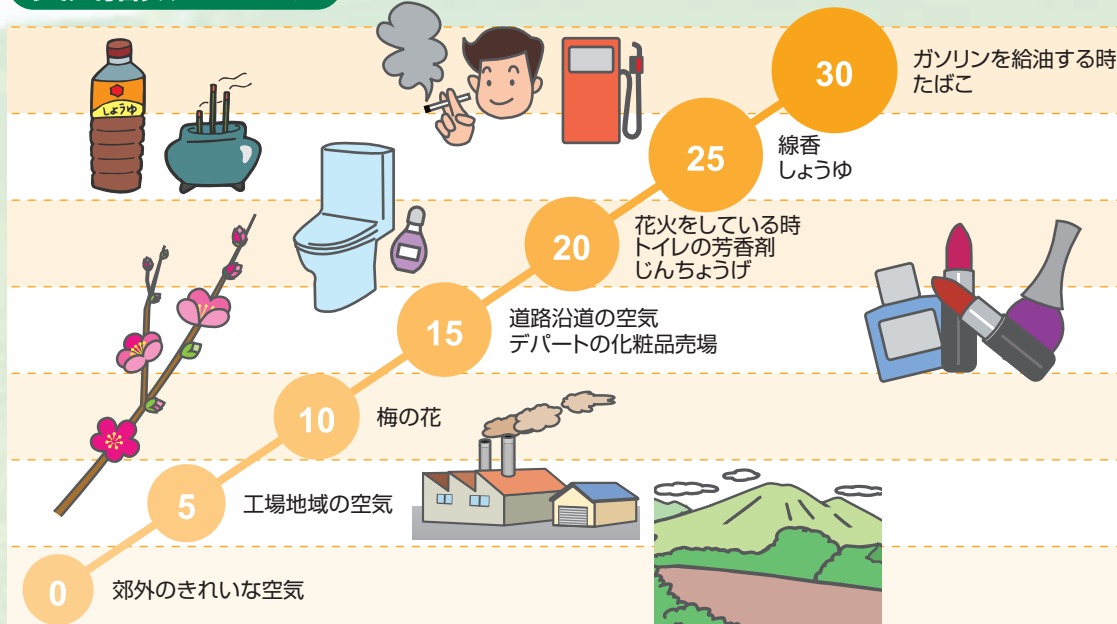 しょうゆ
30
ガソリンを給油する時
たばこ
25
線香
しょうゆ
20
花火をしている時
トイレの芳香剤
じんちょうげ
15
道路沿道の空気
デパートの化粧品売場
10
梅の花
5
工場地域の空気
0
郊外のきれいな空気